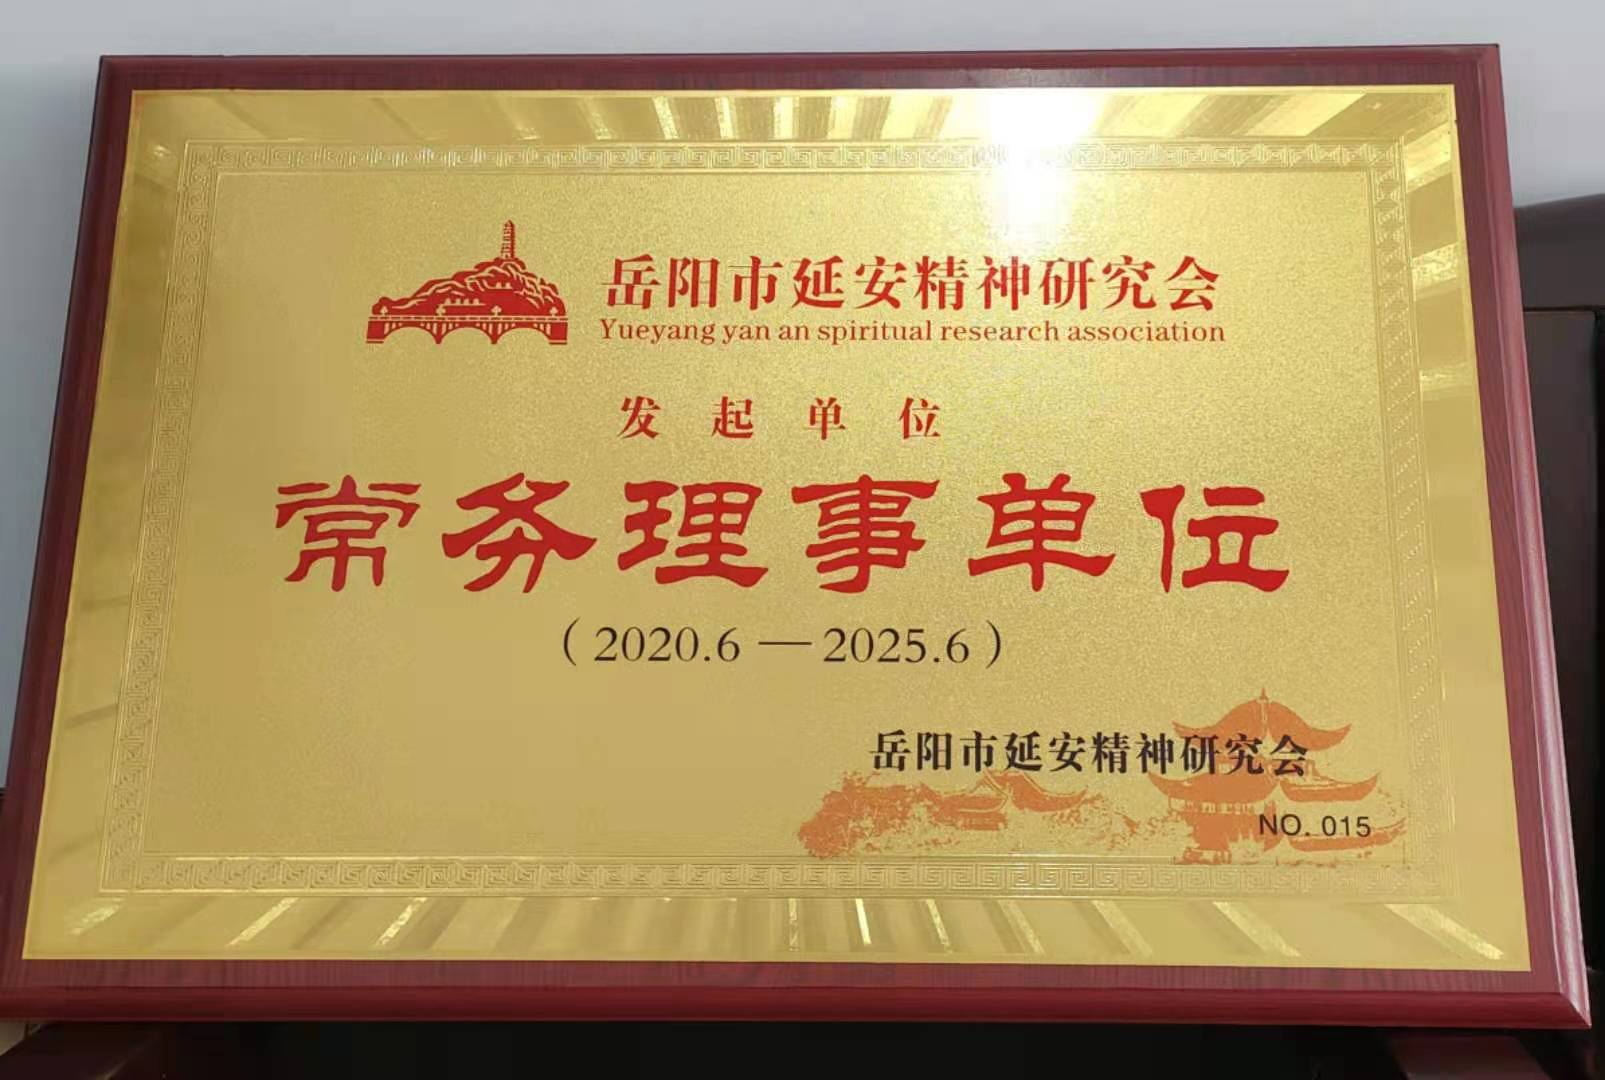 岳阳市延安精神研究会
Yueyang yan an spiritual research association
发起单位
常务理事单位
（2020.6—2025.6）
岳阳市延安精神研究会
NO. 015